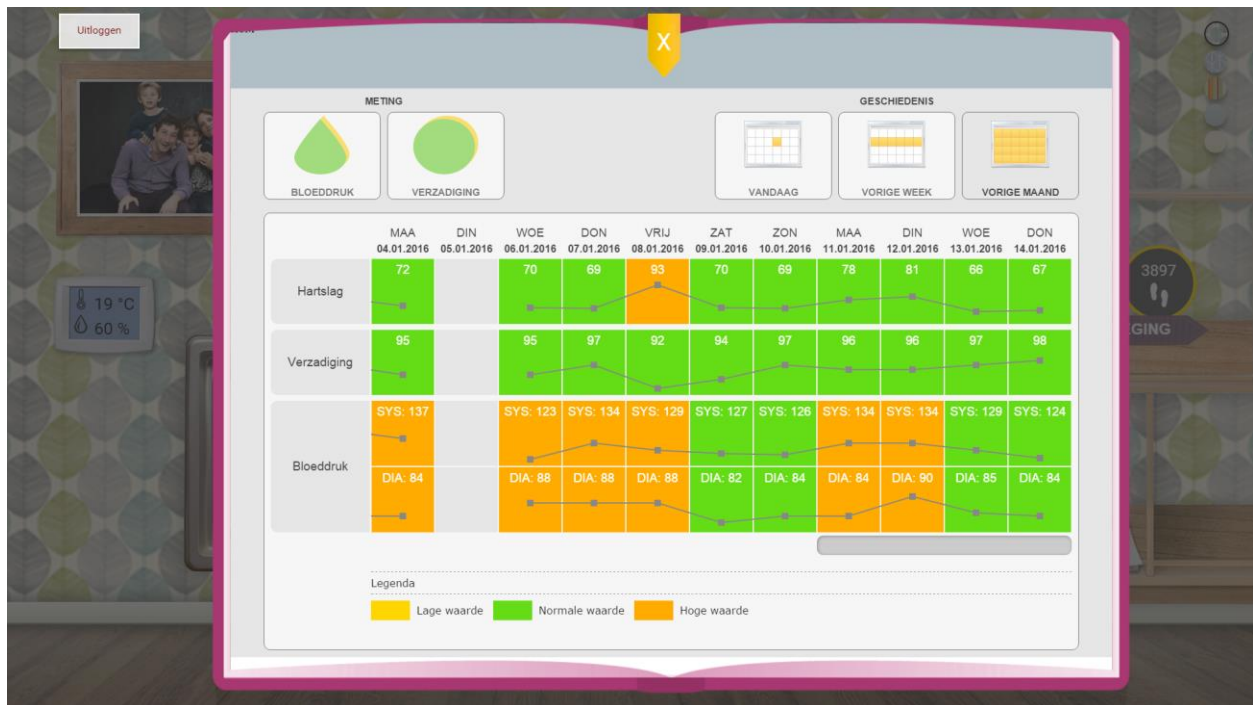 Uitloggen
X
METING
GESCHIEDENIS
BLOEDDRUK
VERZADIGING
VANDAAG
VORIGE WEEK
VORIGE MAAND
MAA DIN WOE DON VRIJ ZAT ZON MAA DIN WOE DON
04.01.2016 05.01.2016 06.01.2016 07.01.2016 08.01.2016 09.01.2016 10.01.2016 11.01.2016 12.01.2016 13.01.2016 14.01.2016
Hartslag 72 70 69 93 70 69 78 81 66 67
19 °C
60 %
3897
GING
Verzadiging 95 95 97 92 94 97 96 96 97 98
Bloeddruk
SYS: 137 SYS: 123 SYS: 134 SYS: 129 SYS: 127 SYS: 126 SYS: 134 SYS: 134 SYS: 129 SYS: 124
DIA: 84 DIA: 88 DIA: 88 DIA: 88 DIA: 82 DIA: 84 DIA: 84 DIA: 90 DIA: 85 DIA: 84
Legenda
Lage waarde Normale waarde Hoge waarde